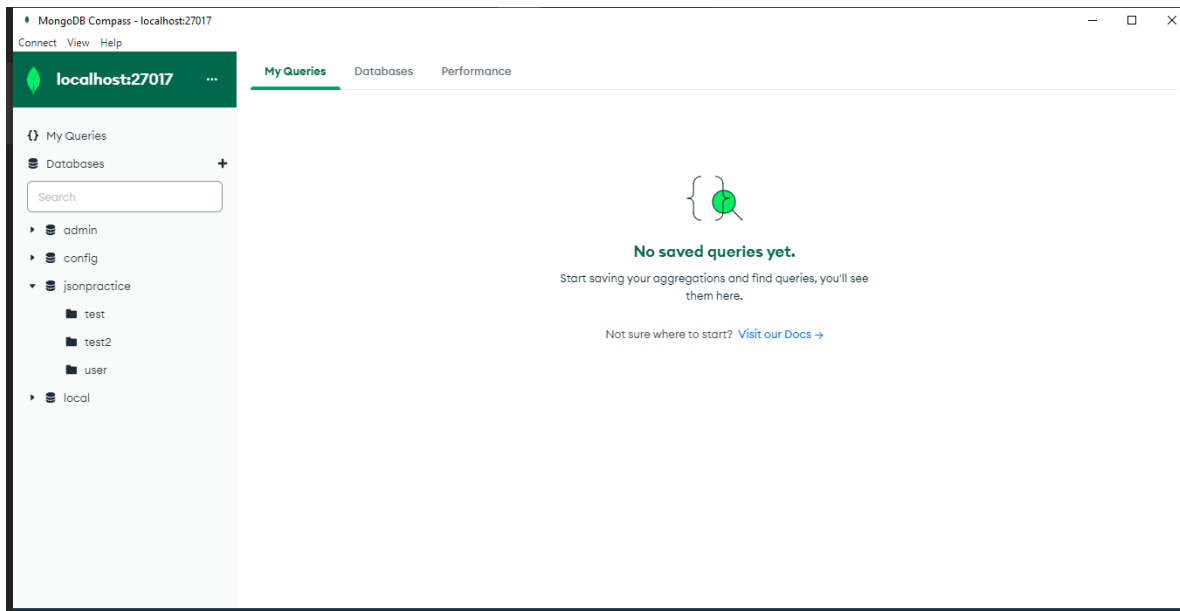 MongoDB Compass - localhost:27017
Connect View Help
localhost:27017 ...
My Queries Databases Performance
{} My Queries
Databases +
Search
admin
config
jsonpractice
test
test2
user
local
No saved queries yet.
Start saving your aggregations and find queries, you'll see
them here.
Not sure where to start? Visit our Docs →